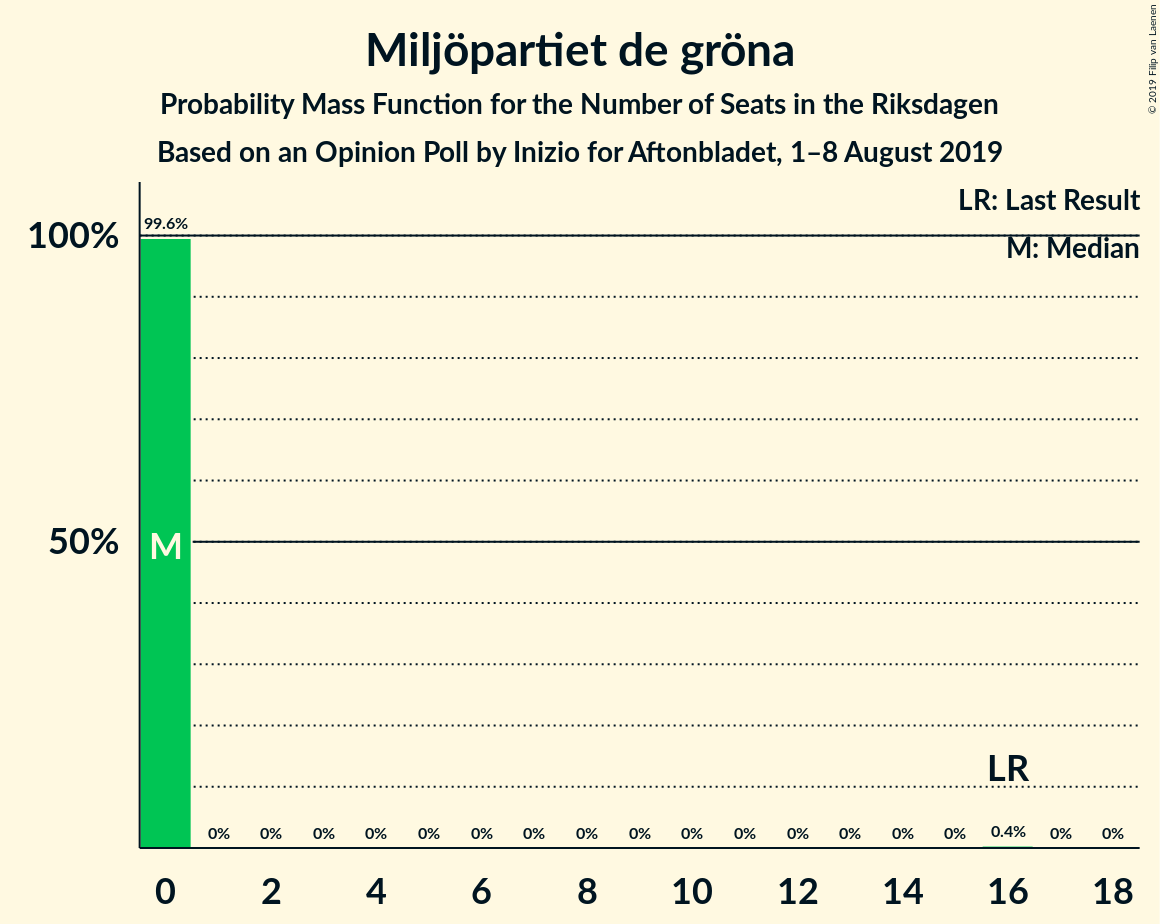 Miljöpartiet de gröna
Probability Mass Function for the Number of Seats in the Riksdagen
Based on an Opinion Poll by Inizio for Aftonbladet, 1–8 August 2019
© 2019 Filip van Laenen
LR: Last Result
M: Median
100%
50%
99.6%
M
LR
0% 0% 0% 0% 0% 0% 0% 0% 0% 0% 0% 0% 0% 0% 0% 0.4% 0% 0%
0 2 4 6 8 10 12 14 16 18